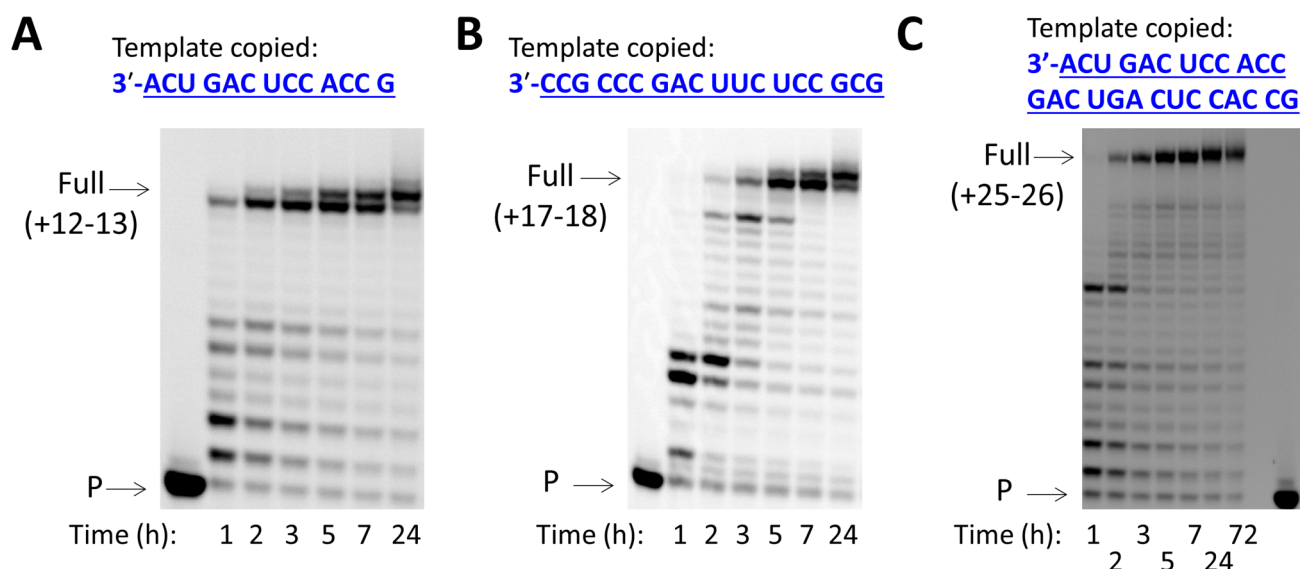 A
Template copied:
3′-ACU GAC UCC ACC G
Full
(+12-13)
P
Time (h): 1 2 3 5 7 24
B
Template copied:
3′-CCG CCC GAC UUC UCC GCG
Full
(+17-18)
P
Time (h): 1 2 3 5 7 24
C
Template copied:
3’-ACU GAC UCC ACC
GAC UGA CUC CAC CG
Full
(+25-26)
P
Time (h): 1 3 7 72
2 5 24